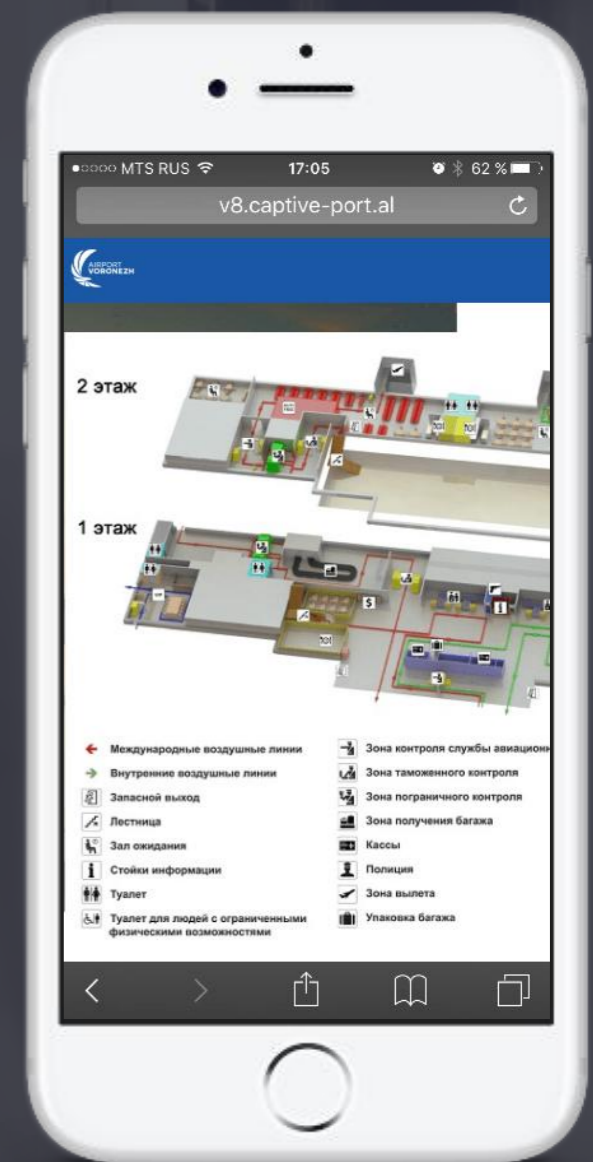 MTS RUS 17:05 62 %
v8.captive-port.al
AIRPORT
VORONEZH
2 этаж
1 этаж
Международные воздушные линии
Внутренние воздушные линии
Запасной выход
Лестница
Зал ожидания
Стойки информации
Туалет
Туалет для людей с ограниченными
физическими возможностями
Зона контроля службы авиационн
Зона таможенного контроля
Зона пограничного контроля
Зона получения багажа
Кассы
Полиция
Зона вылета
Упаковка багажа